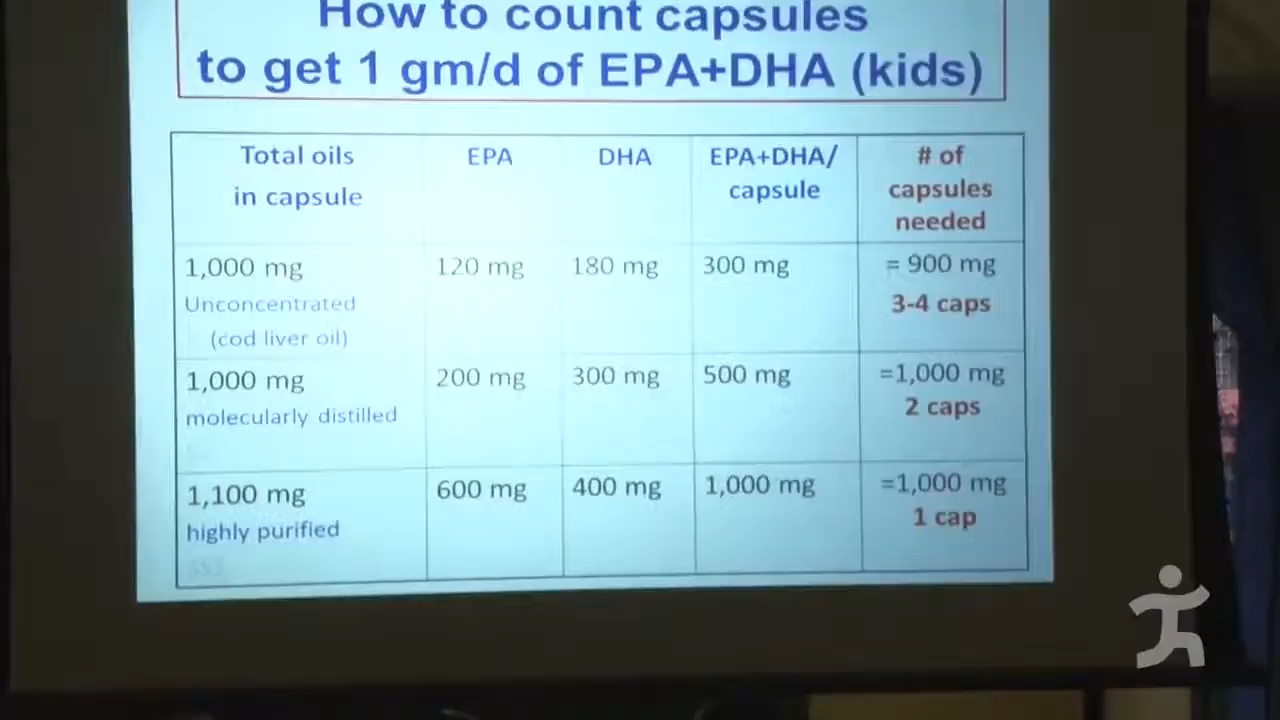 How to count capsules
to get 1 gm/d of EPA+DHA (kids)
Total oils
in capsule
EPA
DHA
EPA+DHA/
capsule
# of
capsules
needed
1,000 mg
Unconcentrated
(cod liver oil)
120 mg
180 mg
300 mg
= 900 mg
3-4 caps
1,000 mg
molecularly distilled
200 mg
300 mg
500 mg
=1,000 mg
2 caps
1,100 mg
highly purified
600 mg
400 mg
1,000 mg
=1,000 mg
1 cap